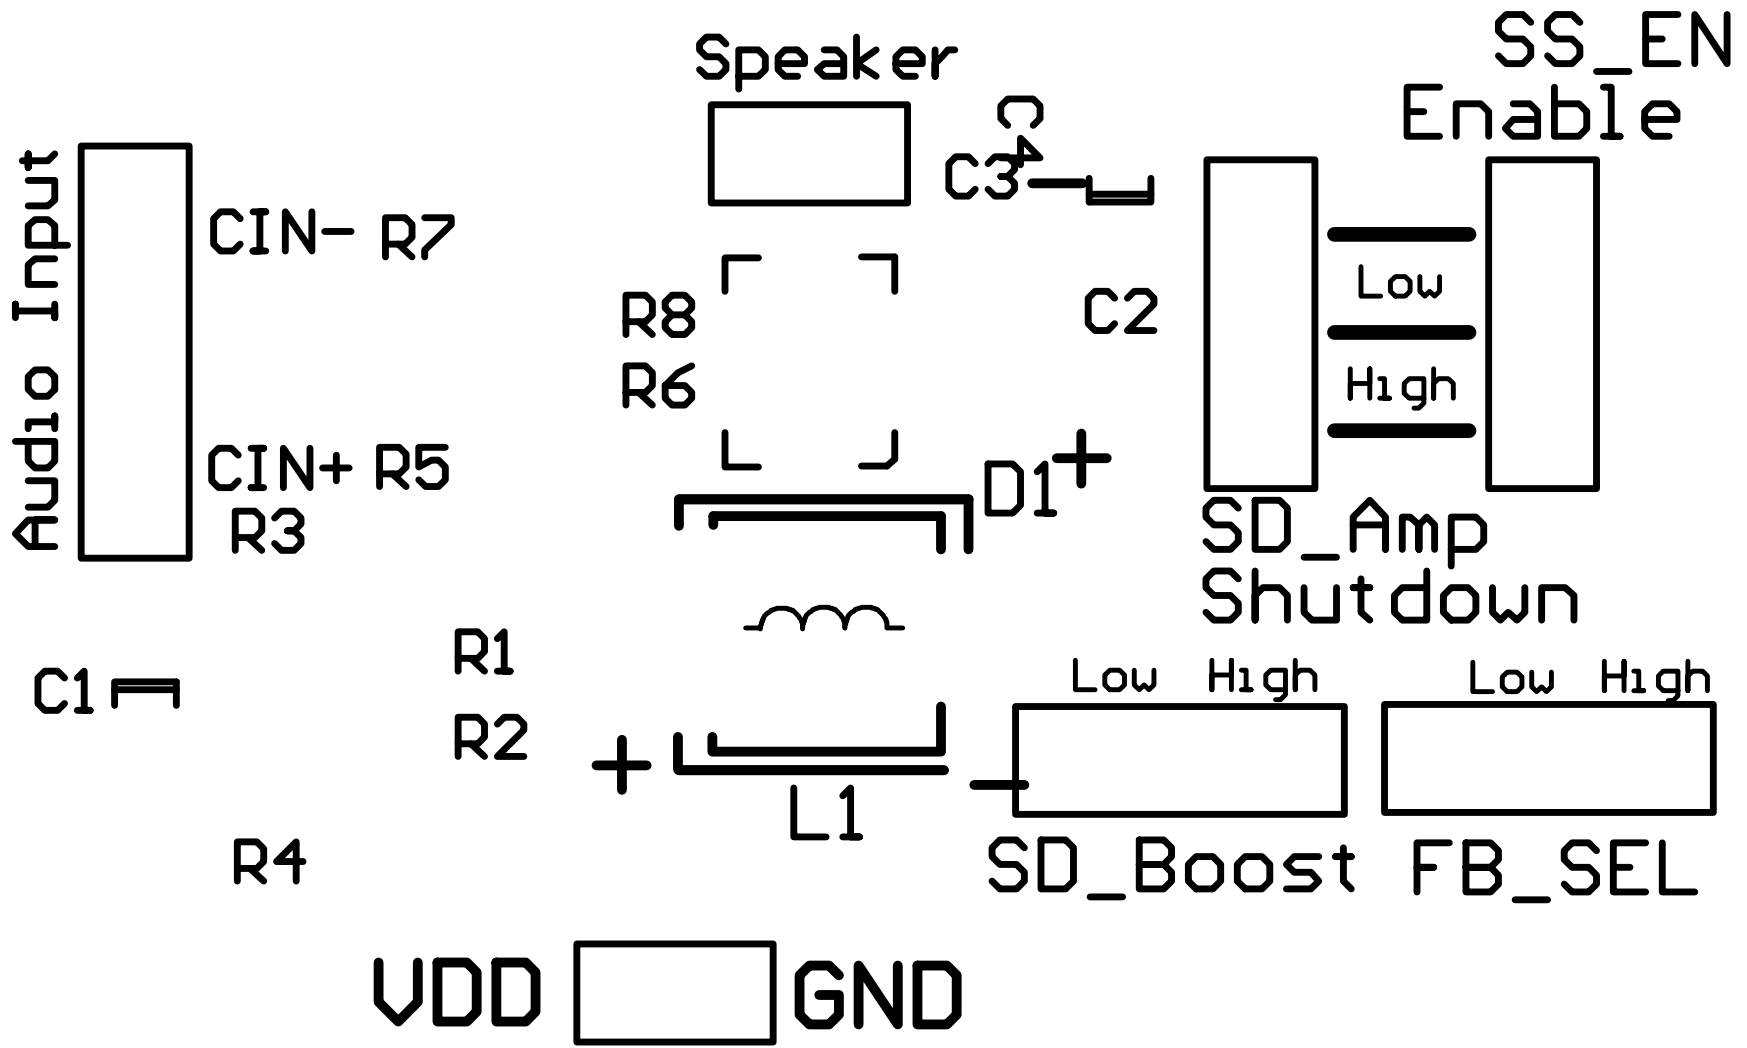 SS_EN
Enable
Speaker
C4
C3
Audio Input
CIN- R7
Low
R8
C2
High
R6
CIN+ R5
D1
+
R3
SD_Amp
Shutdown
R1
Low High
Low High
C1
R2
+
L1
SD_Boost
FB_SEL
R4
VDD
GND